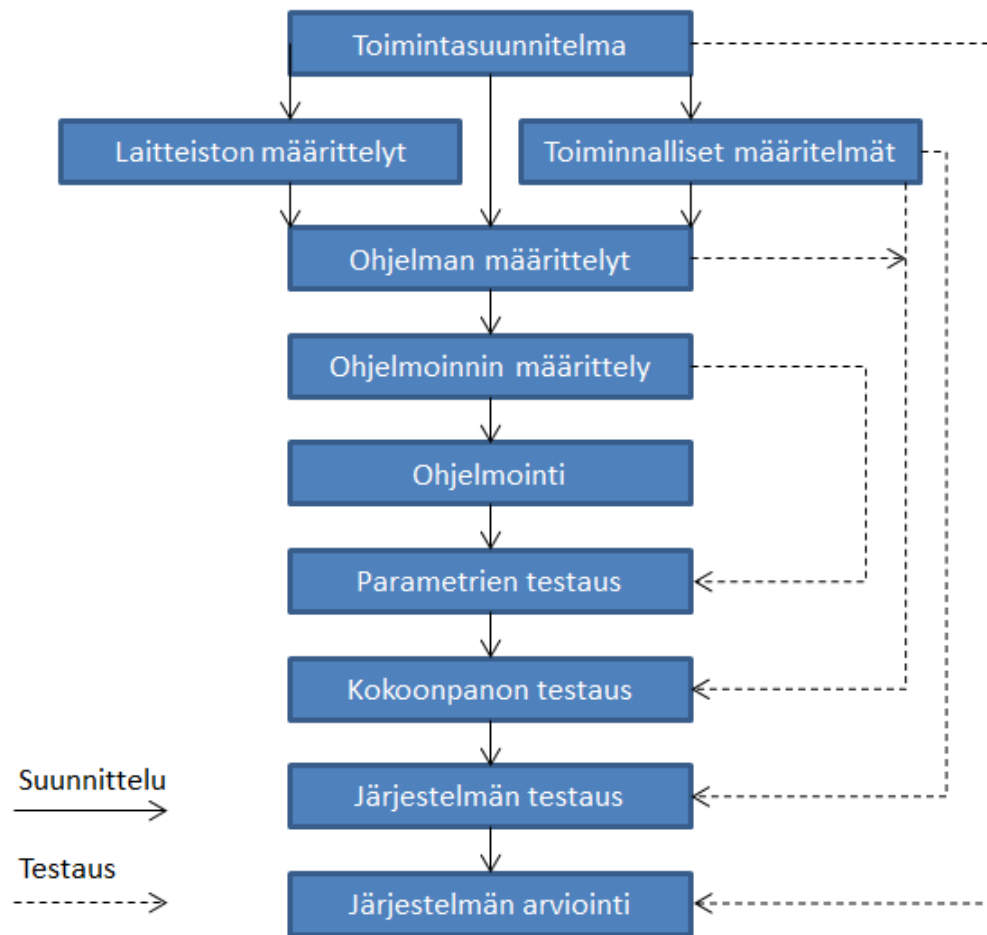 Toimintasuunnitelma
Laitteiston määrittelyt
Toiminnalliset määritelmät
Ohjelman määrittelyt
Ohjelmoinnin määrittely
Ohjelmointi
Parametrien testaus
Kokoonpanon testaus
Suunnittelu
Järjestelmän testaus
Testaus
Järjestelmän arviointi